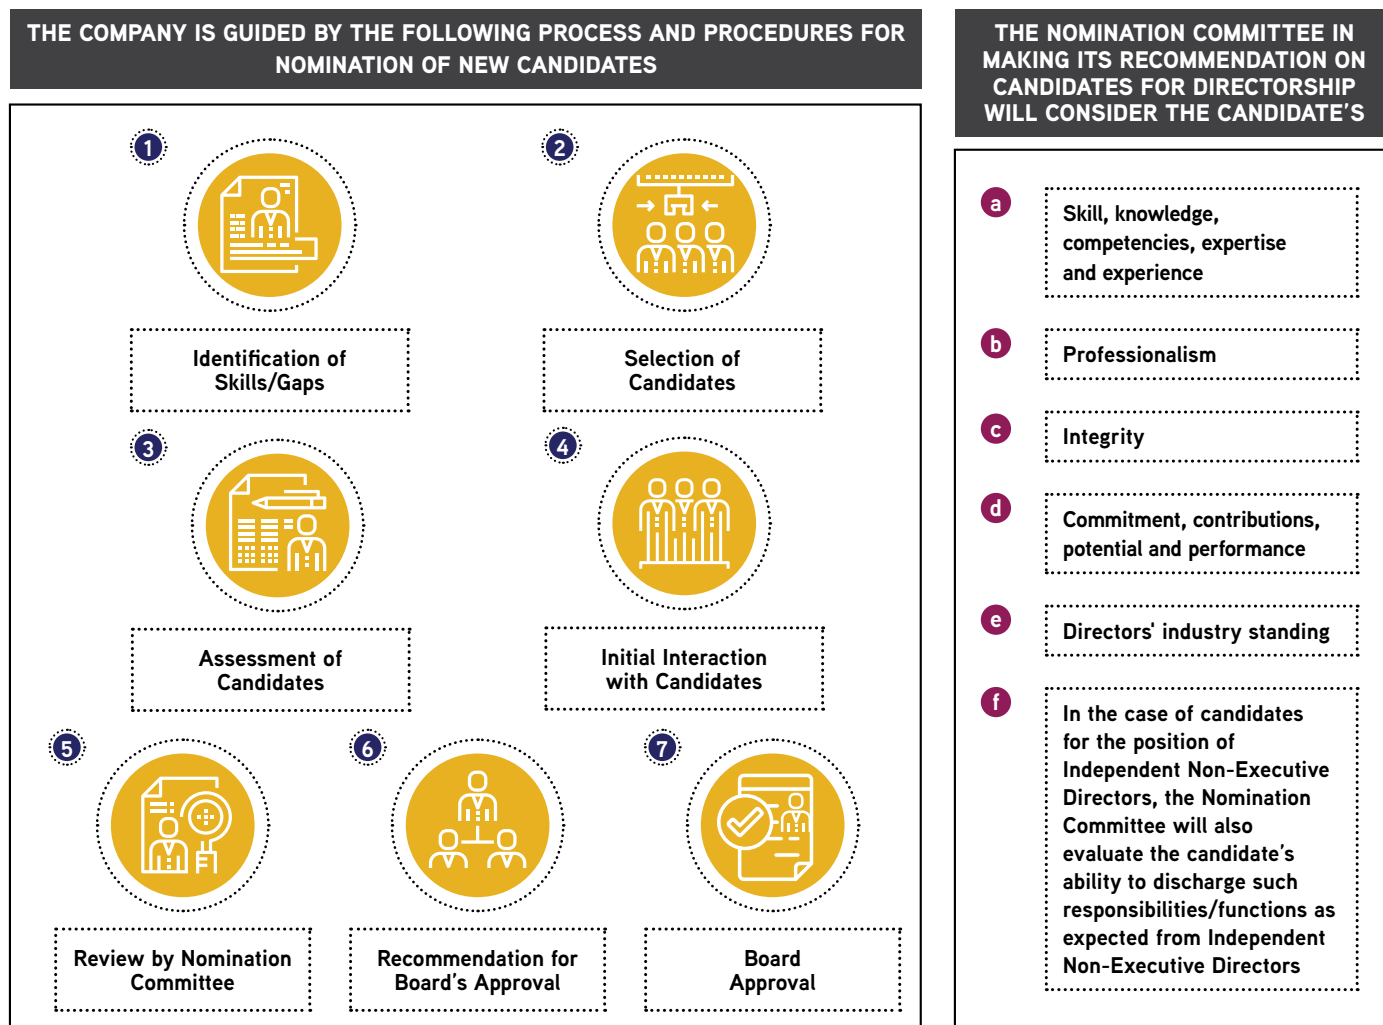 THE COMPANY IS GUIDED BY THE FOLLOWING PROCESS AND PROCEDURES FOR
NOMINATION OF NEW CANDIDATES
1
Identification of
Skills/Gaps
2
Selection of
Candidates
3
Assessment of
Candidates
4
Initial Interaction
with Candidates
5
Review by Nomination
Committee
6
Recommendation for
Board's Approval
7
Board
Approval
THE NOMINATION COMMITTEE IN
MAKING ITS RECOMMENDATION ON
CANDIDATES FOR DIRECTORSHIP
WILL CONSIDER THE CANDIDATE'S
a
Skill, knowledge,
competencies, expertise
and experience
b
Professionalism
c
Integrity
d
Commitment, contributions,
potential and performance
e
Directors' industry standing
f
In the case of candidates
for the position of
Independent Non-Executive
Directors, the Nomination
Committee will also
evaluate the candidate's
ability to discharge such
responsibilities/functions as
expected from Independent
Non-Executive Directors